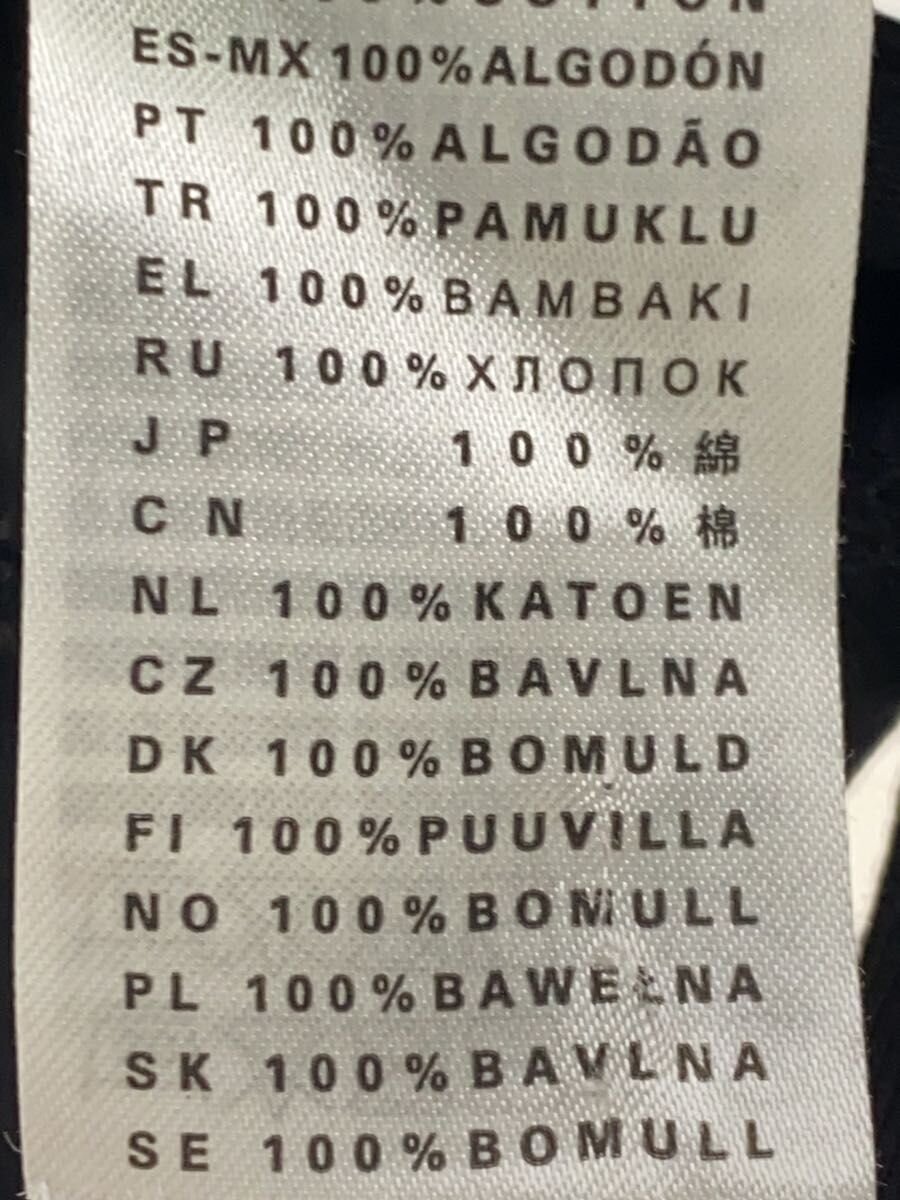 ES-MX 100% ALGODÓN
PT 100% ALGODÃO
TR 100% PAMUKLU
EL 100% BAMBAKI
RU 100% ХЛОПОК
JP 100% 綿
CN 100% 棉
NL 100% KATOEN
CZ 100% BAVLNA
DK 100% BOMULD
FI 100% PUUVILLA
NO 100% BOMULL
PL 100% BAWEŁNA
SK 100% BAVLNA
SE 100% BOMULL